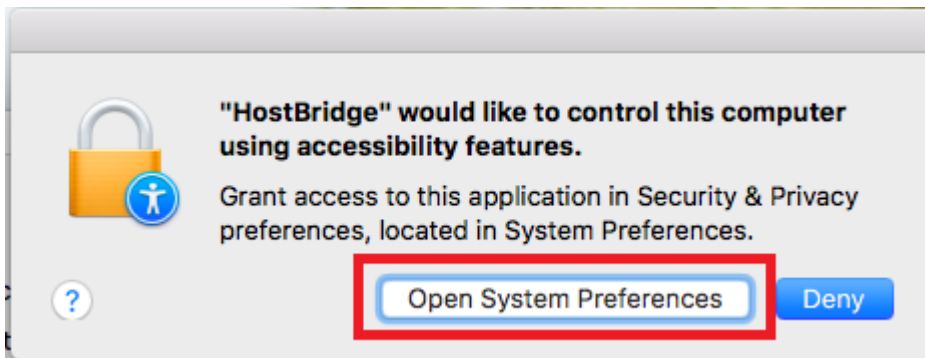 "HostBridge" would like to control this computer
using accessibility features.
Grant access to this application in Security & Privacy
preferences, located in System Preferences.
?
Open System Preferences
Deny